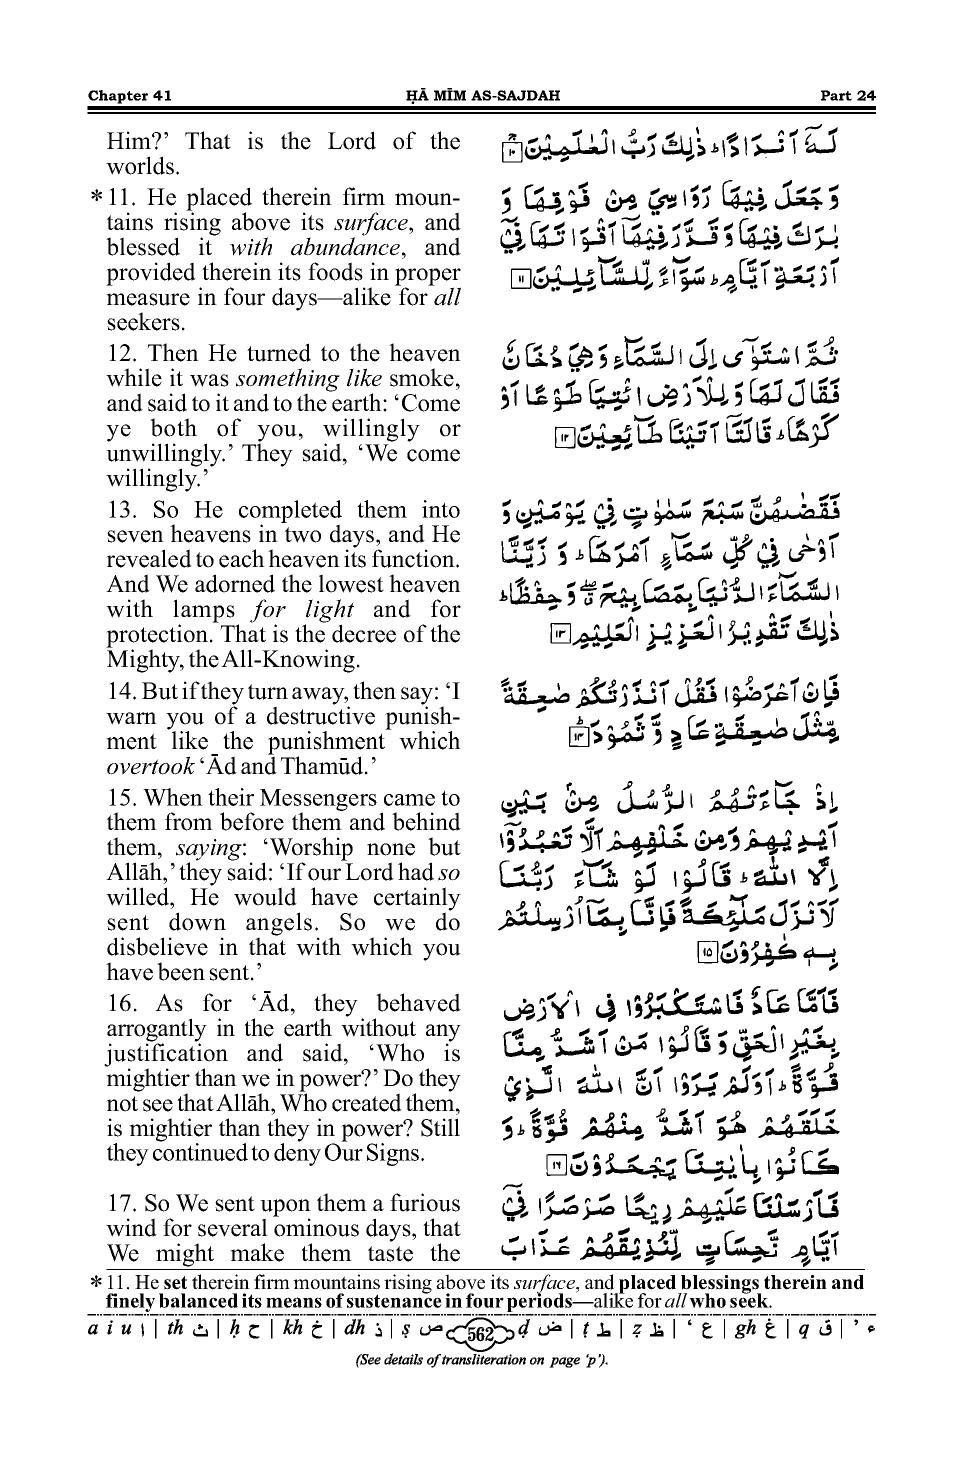 Chapter 41 ḤĀ MĪM AS-SAJDAH Part 24
Him?’ That is the Lord of the
worlds.
*11. He placed therein firm moun-
tains rising above its surface, and
blessed it with abundance, and
provided therein its foods in proper
measure in four days—alike for all
seekers.
12. Then He turned to the heaven
while it was something like smoke,
and said to it and to the earth: ‘Come
ye both of you, willingly or
unwillingly.’ They said, ‘We come
willingly.’
13. So He completed them into
seven heavens in two days, and He
revealed to each heaven its function.
And We adorned the lowest heaven
with lamps for light and for
protection. That is the decree of the
Mighty, the All-Knowing.
14. But if they turn away, then say: ‘I
warn you of a destructive punish-
ment like the punishment which
overtook ‘Ād and Thamūd.’
15. When their Messengers came to
them from before them and behind
them, saying: ‘Worship none but
Allāh,’ they said: ‘If our Lord had so
willed, He would have certainly
sent down angels. So we do
disbelieve in that with which you
have been sent.’
16. As for ‘Ād, they behaved
arrogantly in the earth without any
justification and said, ‘Who is
mightier than we in power?’ Do they
not see that Allāh, Who created them,
is mightier than they in power? Still
they continued to deny Our Signs.
17. So We sent upon them a furious
wind for several ominous days, that
We might make them taste the
لَهٗۤ اَنْدَادًا ؕ ذٰلِكَ رَبُّ الْعٰلَمِيْنَ ۚ ۱۰
وَ جَعَلَ فِيْهَا رَوَاسِيَ مِنْ فَوْقِهَا وَ
بٰرَكَ فِيْهَا وَ قَدَّرَ فِيْهَاۤ اَقْوَاتَهَا فِيْۤ
اَرْبَعَةِ اَيَّامٍ ؕ سَوَآءً لِّلسَّآئِلِيْنَ ۱۱
ثُمَّ اسْتَوٰۤى اِلَى السَّمَآءِ وَ هِيَ دُخَانٌ
فَقَالَ لَهَا وَ لِلْاَرْضِ ائْتِيَا طَوْعًا اَوْ
كَرْهًا ؕ قَالَتَاۤ اَتَيْنَا طَآئِعِيْنَ ۱۲
فَقَضٰهُنَّ سَبْعَ سَمٰوٰتٍ فِيْ يَوْمَيْنِ وَ
اَوْحٰى فِيْ كُلِّ سَمَآءٍ اَمْرَهَا ؕ وَ زَيَّنَّا
السَّمَآءَ الدُّنْيَا بِمَصَابِيْحَ ۖۗ وَ حِفْظًا ؕ
ذٰلِكَ تَقْدِيْرُ الْعَزِيْزِ الْعَلِيْمِ ۱۳
فَاِنْ اَعْرَضُوْا فَقُلْ اَنْذَرْتُكُمْ صٰعِقَةً
مِّثْلَ صٰعِقَةِ عَادٍ وَّ ثَمُوْدَ ؕ ۱۴
اِذْ جَآءَتْهُمُ الرُّسُلُ مِنْۢ بَيْنِ
اَيْدِيْهِمْ وَ مِنْ خَلْفِهِمْ اَلَّا تَعْبُدُوْۤا
اِلَّا اللّٰهَ ؕ قَالُوْا لَوْ شَآءَ رَبُّنَا
لَاَنْزَلَ مَلٰٓئِكَةً فَاِنَّا بِمَاۤ اُرْسِلْتُمْ
بِهٖ كٰفِرُوْنَ ۱۵
فَاَمَّا عَادٌ فَاسْتَكْبَرُوْا فِى الْاَرْضِ
بِغَيْرِ الْحَقِّ وَ قَالُوْا مَنْ اَشَدُّ مِنَّا
قُوَّةً ؕ اَوَ لَمْ يَرَوْا اَنَّ اللّٰهَ الَّذِيْ
خَلَقَهُمْ هُوَ اَشَدُّ مِنْهُمْ قُوَّةً ؕ وَ
كَانُوْا بِاٰيٰتِنَا يَجْحَدُوْنَ ۱۶
فَاَرْسَلْنَا عَلَيْهِمْ رِيْحًا صَرْصَرًا فِيْۤ
اَيَّامٍ نَّحِسَاتٍ لِّنُذِيْقَهُمْ عَذَابَ
*11. He set therein firm mountains rising above its surface, and placed blessings therein and
finely balanced its means of sustenance in four periods—alike for all who seek.
a i u ا | th ث | ḥ ح | kh خ | dh ذ | ṣ ص 562 ḍ ض | ṭ ط | ẓ ظ | ‘ ع | gh غ | q ق | ’ ء
(See details of transliteration on page ‘p’).